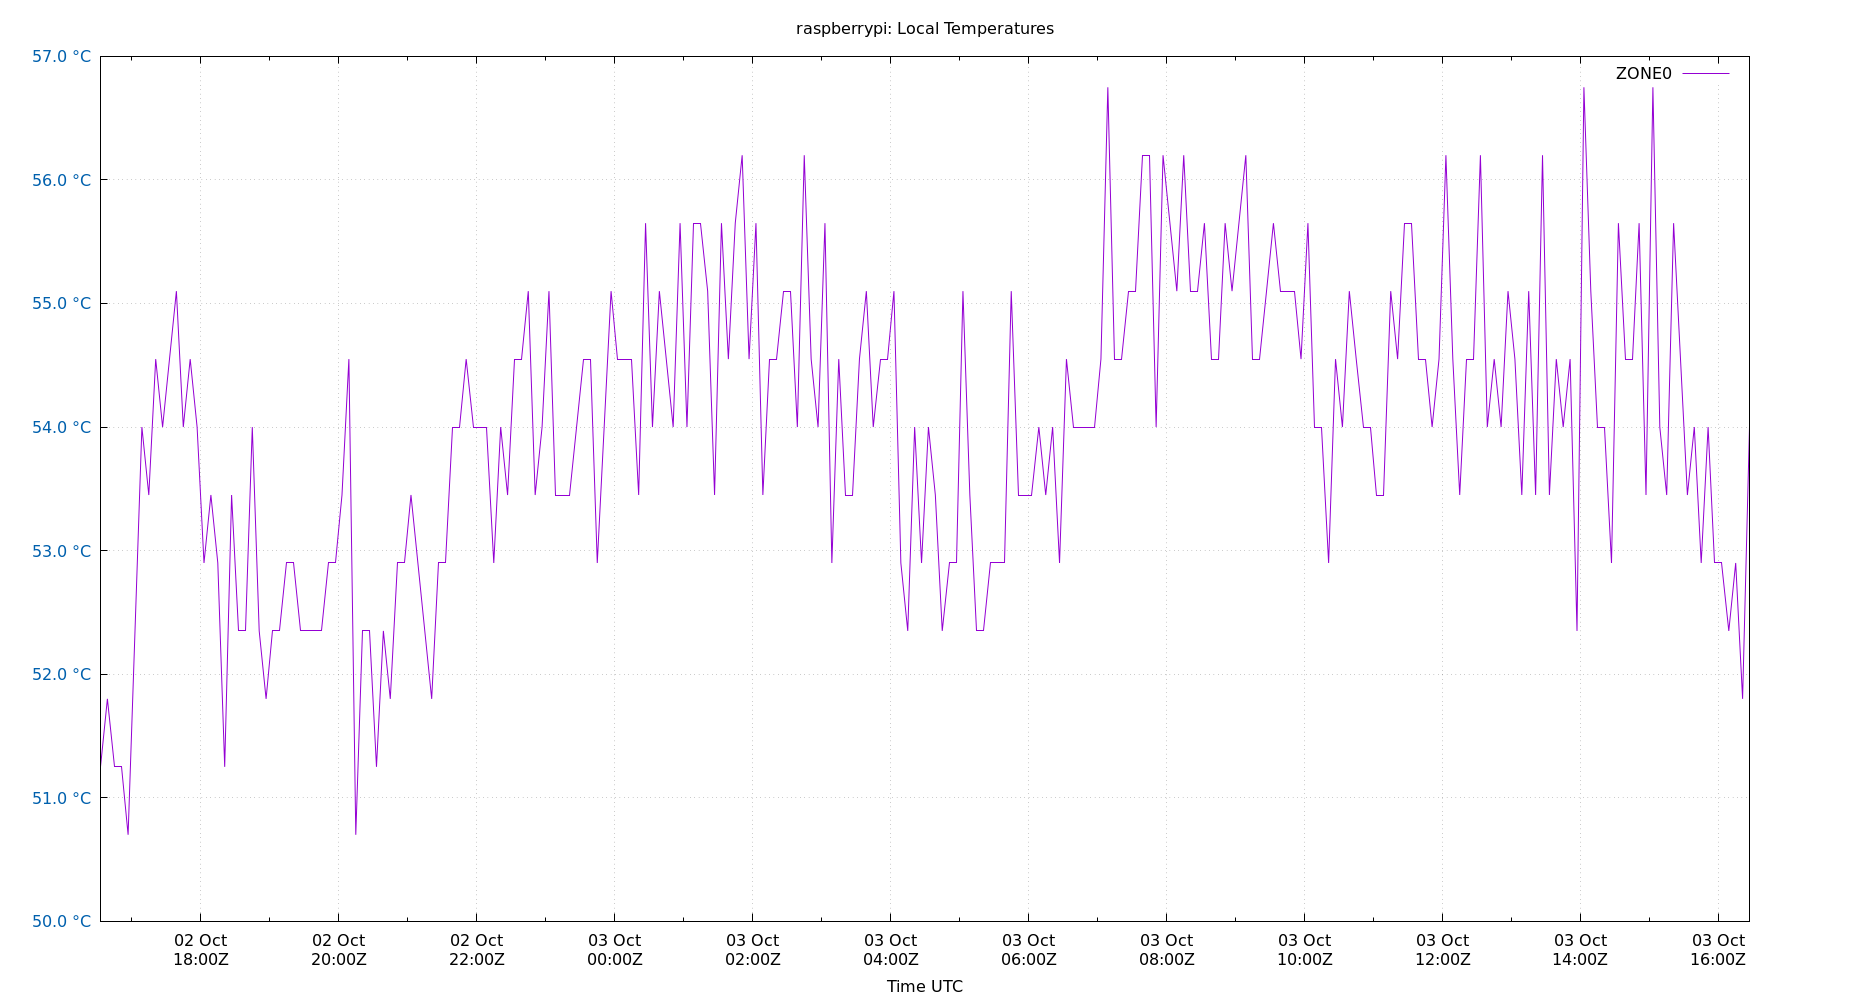 raspberrypi: Local Temperatures
57.0 °C
ZONE0
56.0 °C
55.0 °C
54.0 °C
53.0 °C
52.0 °C
51.0 °C
50.0 °C
02 Oct 02 Oct 02 Oct 03 Oct 03 Oct 03 Oct 03 Oct 03 Oct 03 Oct 03 Oct 03 Oct 03 Oct
18:00Z 20:00Z 22:00Z 00:00Z 02:00Z 04:00Z 06:00Z 08:00Z 10:00Z 12:00Z 14:00Z 16:00Z
Time UTC